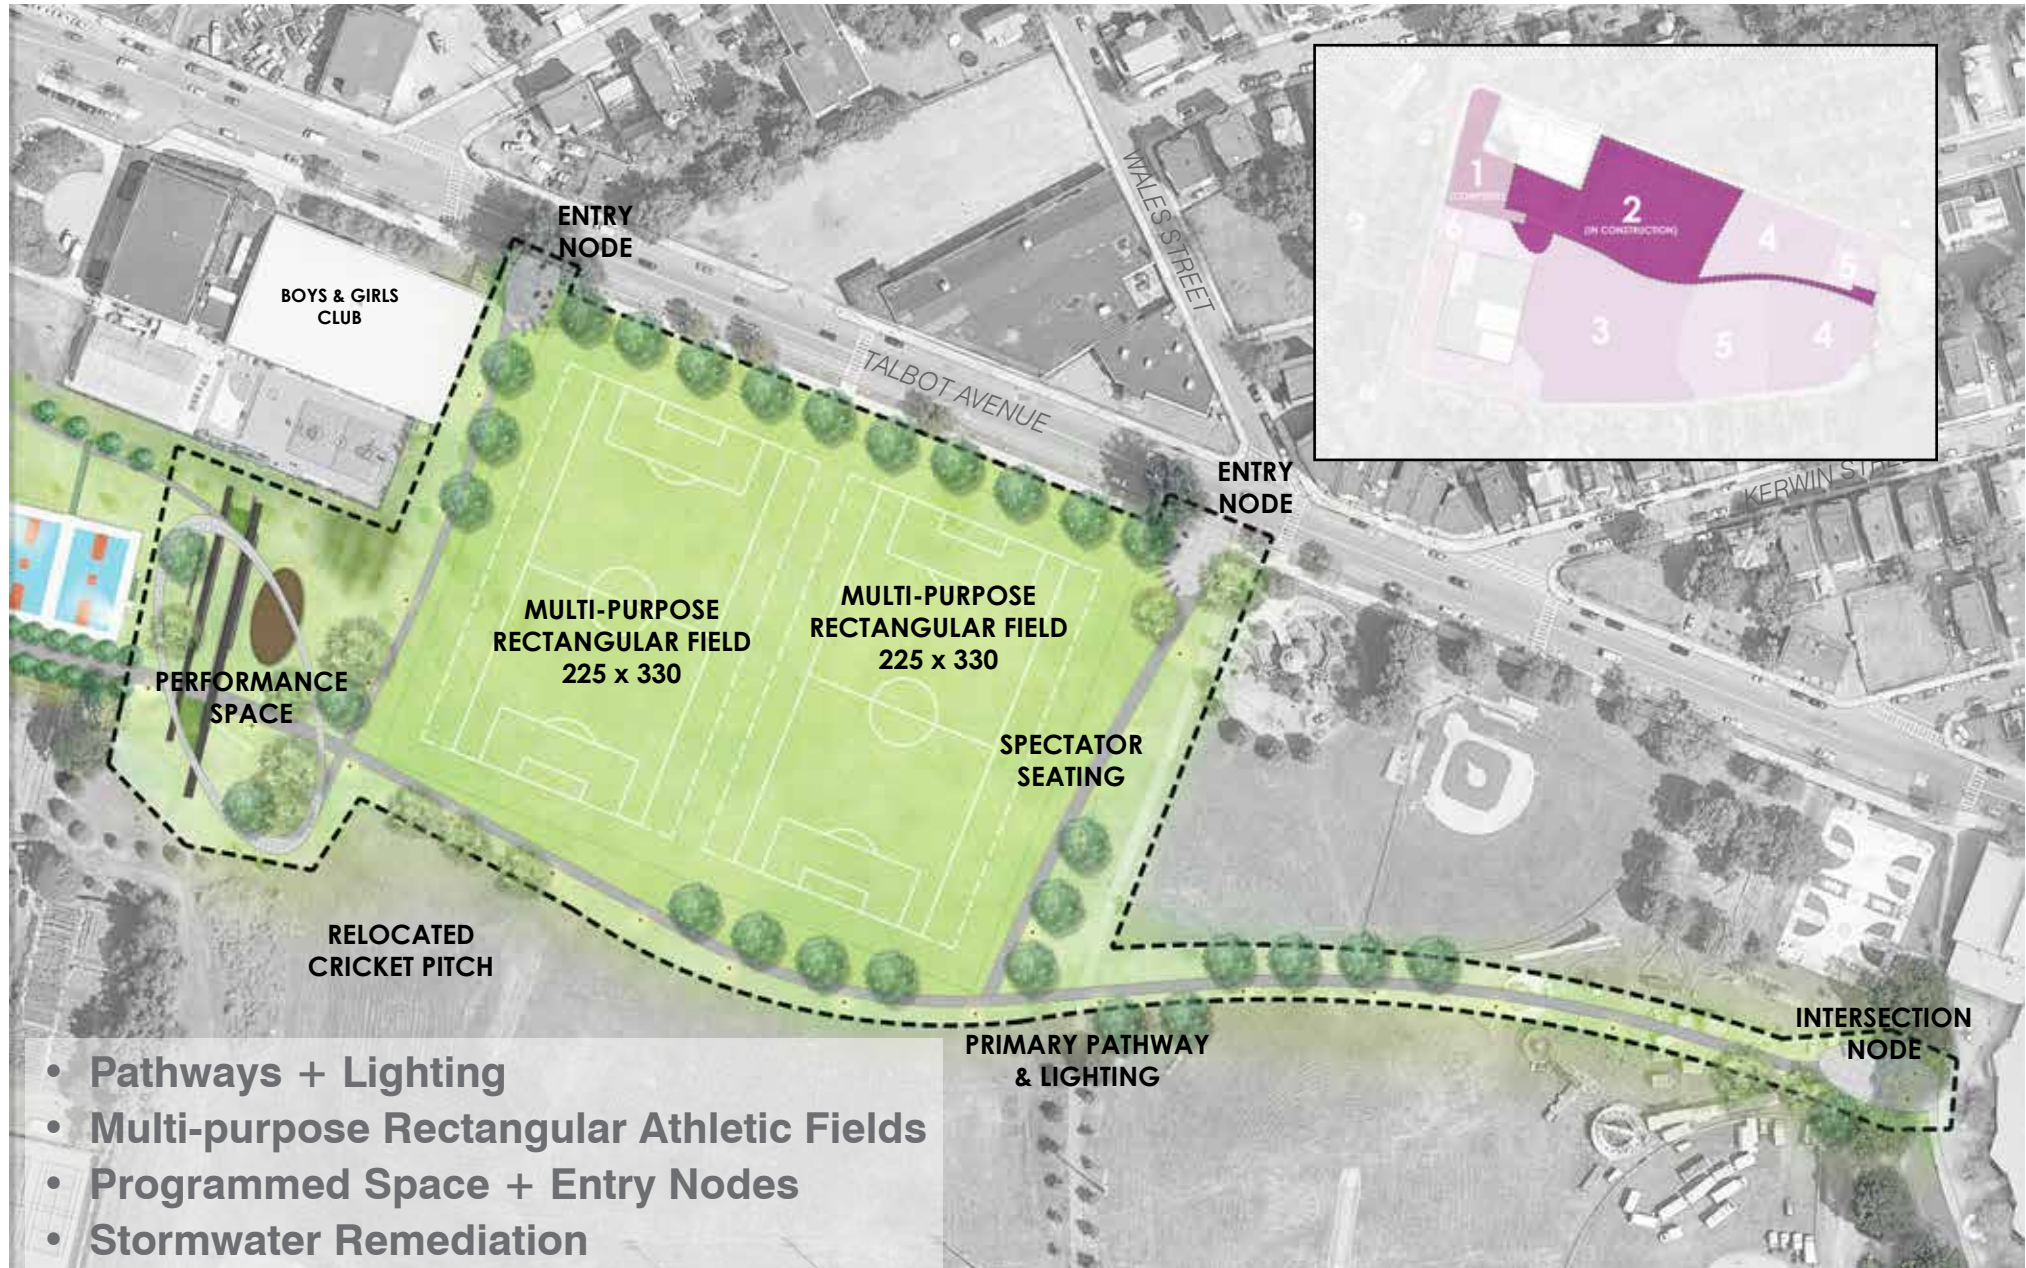 ENTRY
NODE
BOYS & GIRLS
CLUB
WALES STREET
TALBOT AVENUE
1
2
(IN CONSTRUCTION)
4
5
6
3
5
4
ENTRY
NODE
KERWIN
MULTI-PURPOSE
RECTANGULAR FIELD
225 x 330
MULTI-PURPOSE
RECTANGULAR FIELD
225 x 330
PERFORMANCE
SPACE
SPECTATOR
SEATING
RELOCATED
CRICKET PITCH
PRIMARY PATHWAY
& LIGHTING
INTERSECTION
NODE
• Pathways + Lighting
• Multi-purpose Rectangular Athletic Fields
• Programmed Space + Entry Nodes
• Stormwater Remediation